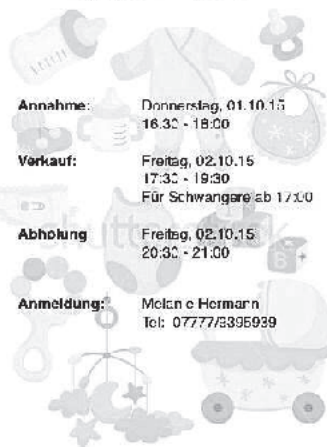 Annahme: Donnerstag, 01.10.15
16:30 - 18:00
Verkauf: Freitag, 02.10.15
17:30 - 19:30
Für Schwangere ab 17:00
Abholung Freitag, 02.10.15
20:30 - 21:00
Anmeldung: Melanie Hermann
Tel: 07777/9395939